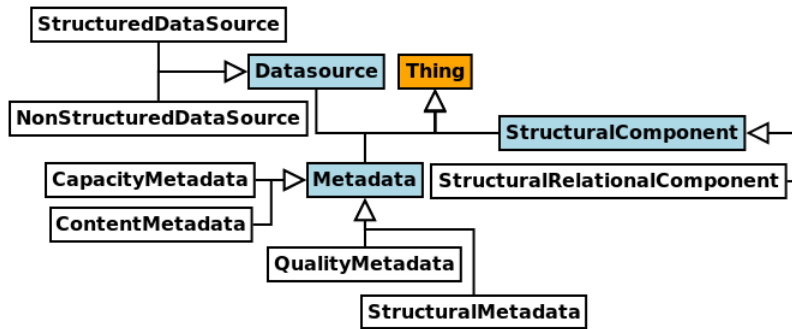 StructuredDataSource
Datasource
Thing
NonStructuredDataSource
StructuralComponent
CapacityMetadata
Metadata
StructuralRelationalComponent
ContentMetadata
QualityMetadata
StructuralMetadata